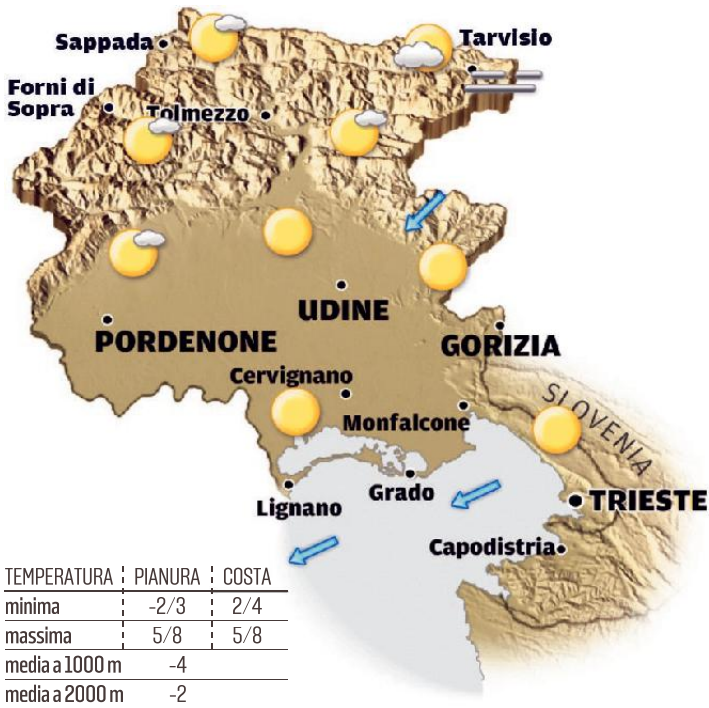 Sappada
Tarvisio
Forni di
Sopra
Tolmezzo
UDINE
PORDENONE
GORIZIA
Cervignano
SLOVENIA
Monfalcone
Grado
Lignano
TRIESTE
Capodistria
TEMPERATURA PIANURA COSTA
minima -2/3 2/4
massima 5/8 5/8
media a 1000 m -4
media a 2000 m -2